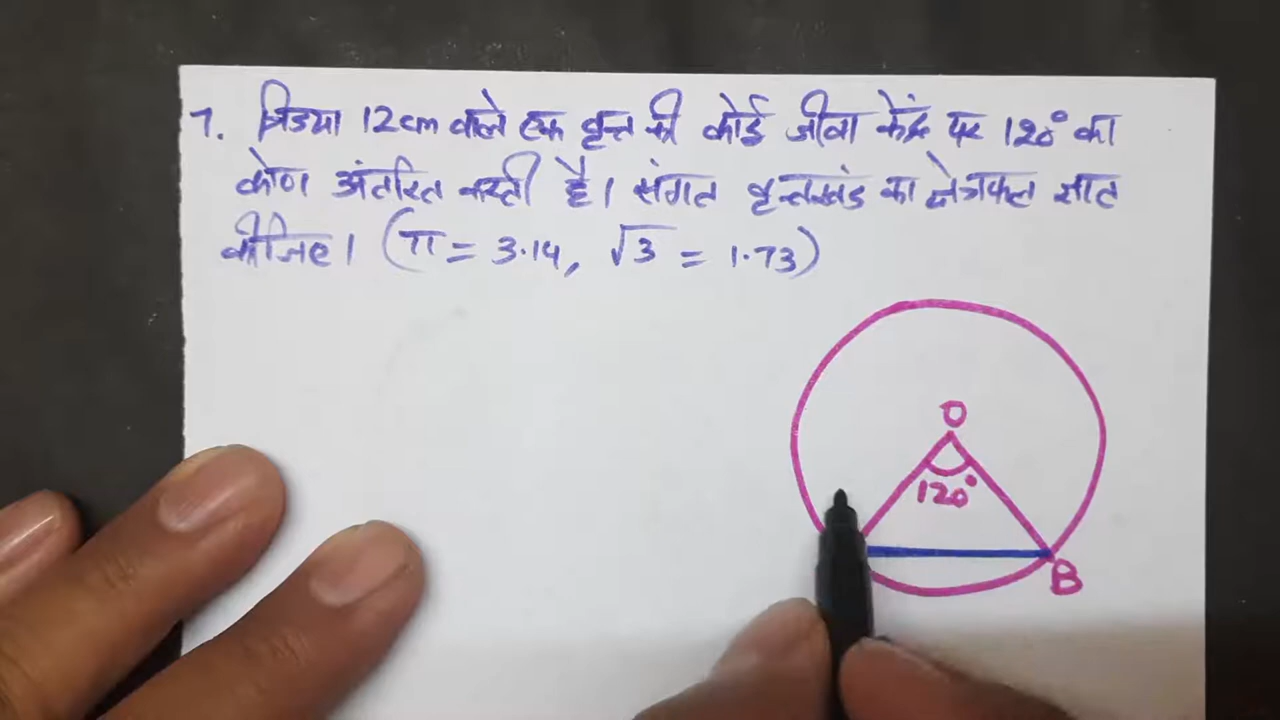 7. त्रिज्या 12cm वाले एक वृत्त की कोई जीवा केंद्र पर 120° का
कोण अंतरित करती है। संगत वृत्तखंड का क्षेत्रफल ज्ञात
कीजिए। (π = 3.14, √3 = 1.73)
O
120°
B